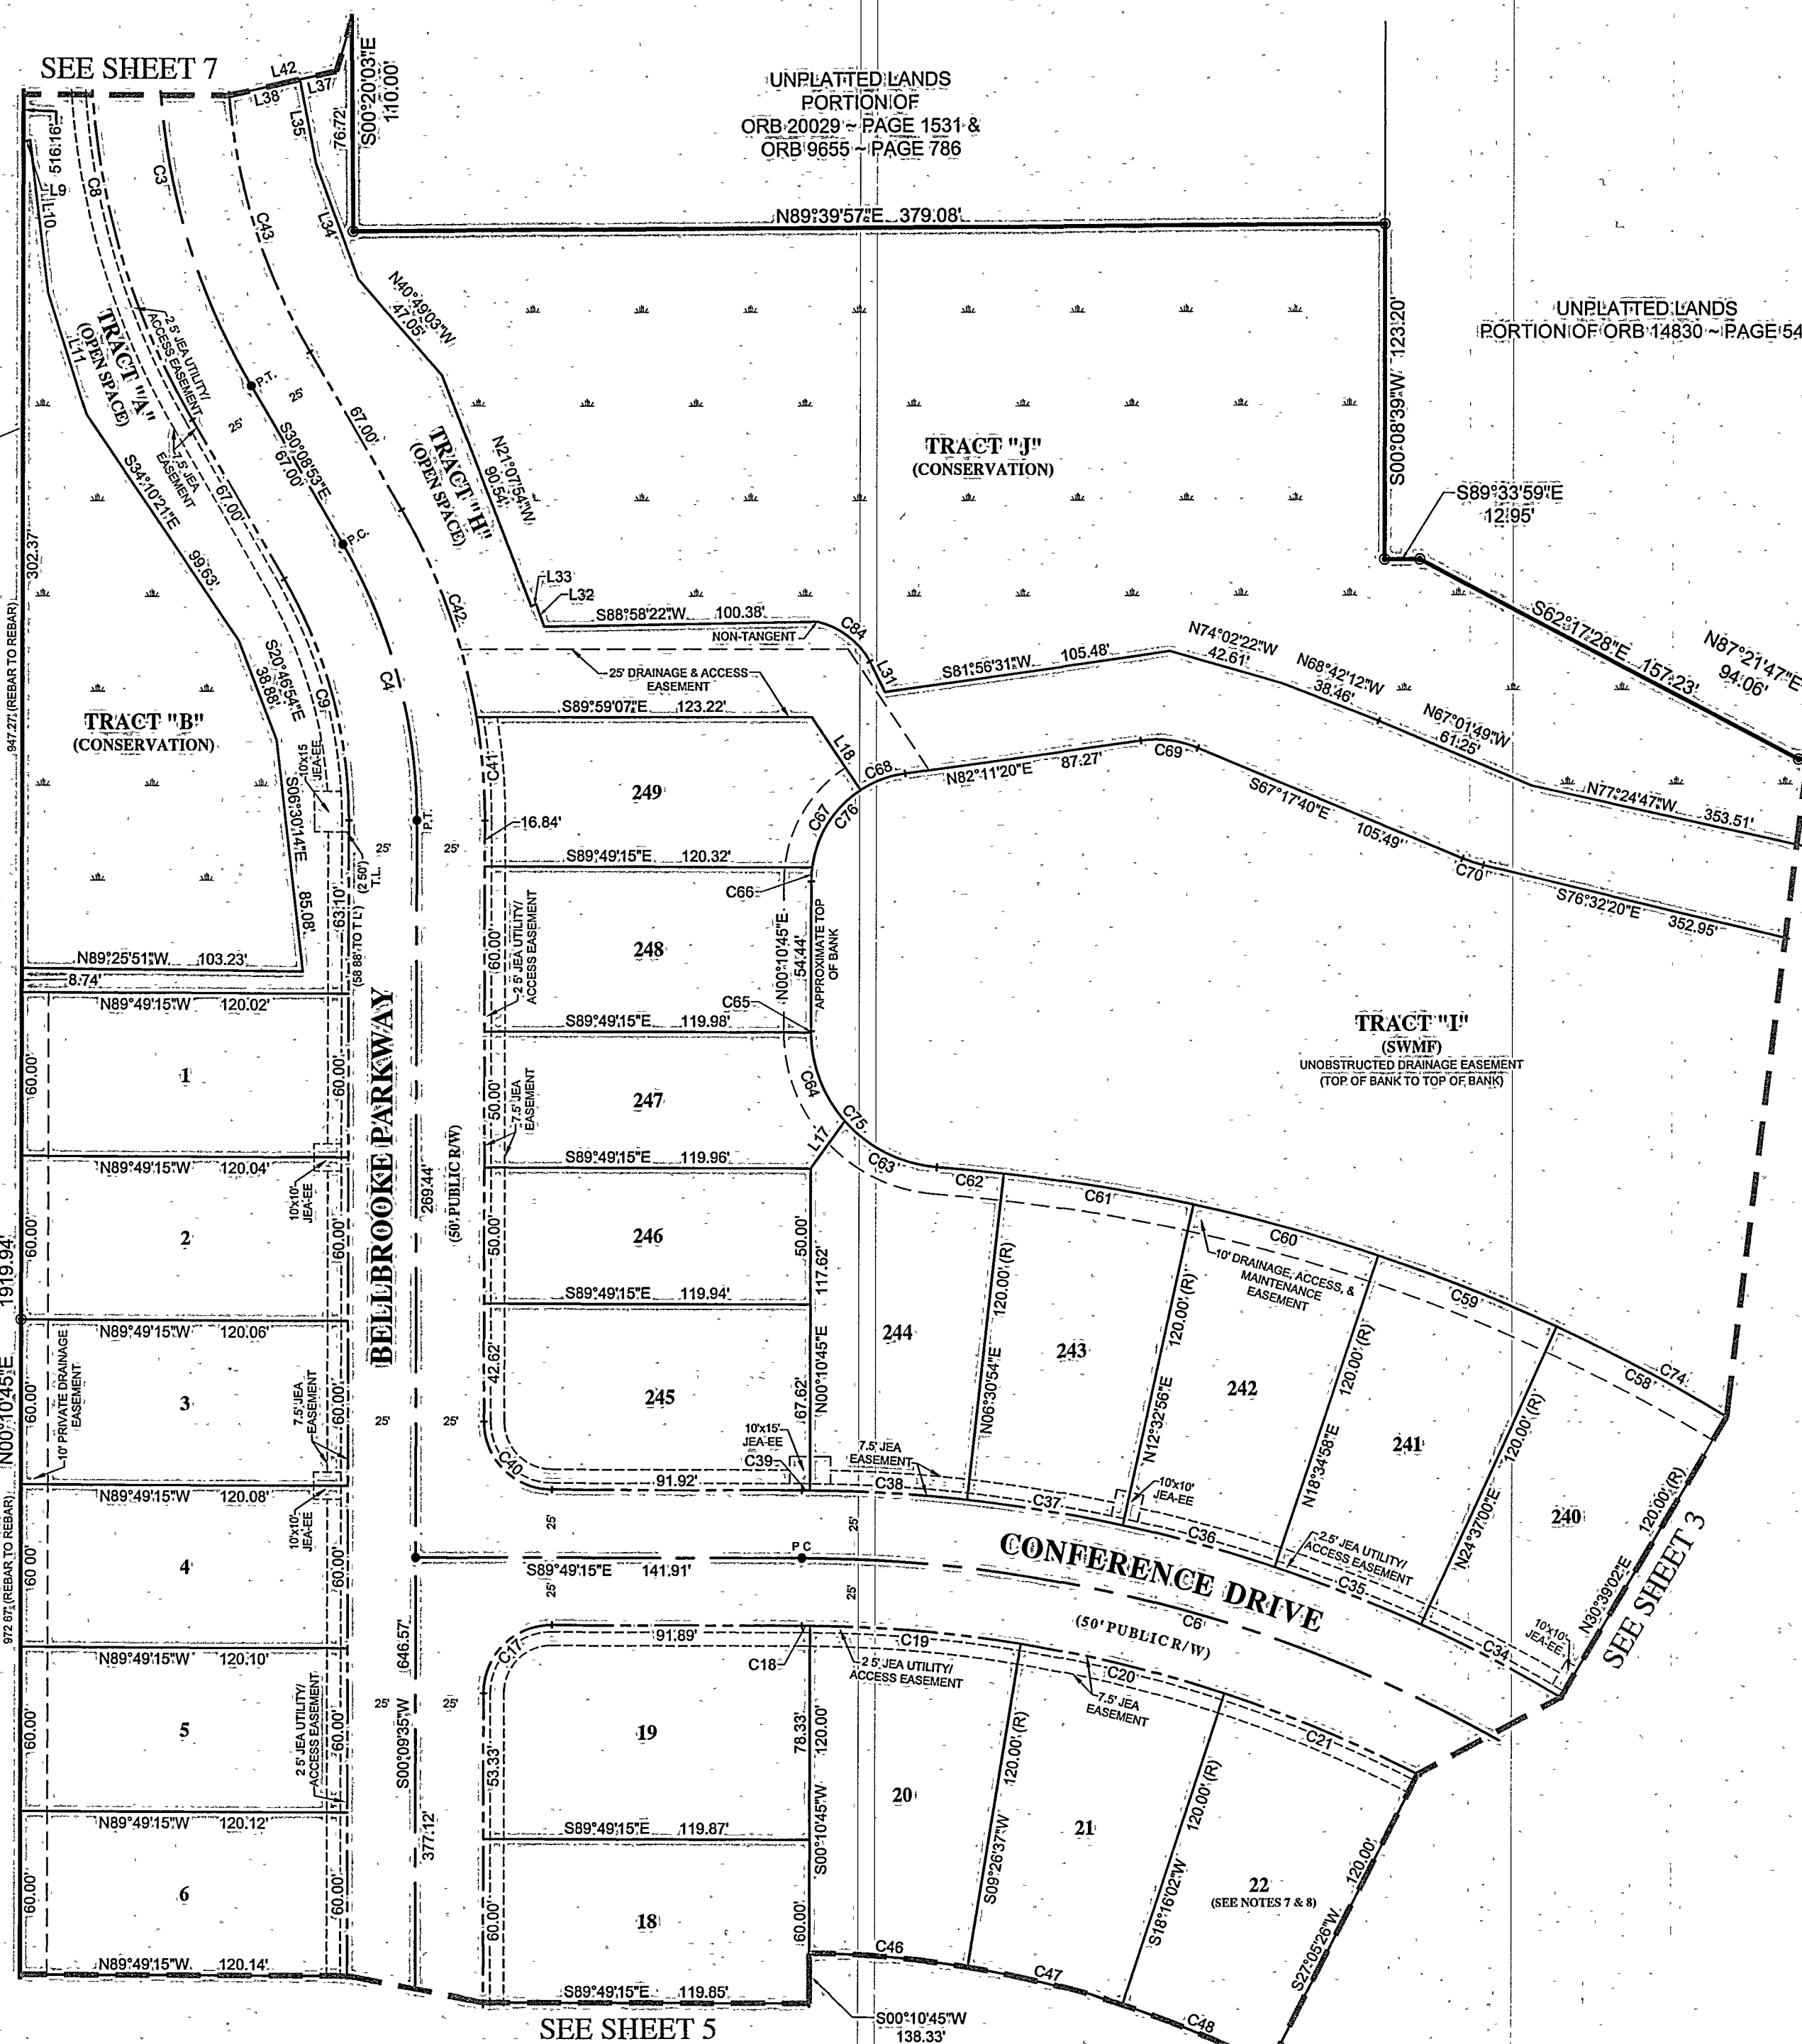 SEE SHEET 7
L42
L37
L38
L35
76.72'
S00°20'03"E
110.00'
UNPLATTED LANDS
PORTION OF
ORB 20029 ~ PAGE 1531 &
ORB 9655 ~ PAGE 786
516.16'
L9
L10
C8
C3
C43
L34
N89°39'57"E 379.08'
UNPLATTED LANDS
PORTION OF ORB 14830 ~ PAGE 54
S00°08'39"W 123.20'
N40°49'03"W
47.05'
L11
TRACT "A"
(OPEN SPACE)
2.5' JEA UTILITY/
ACCESS EASEMENT
7.5' JEA
EASEMENT
P.T.
25'
25'
67.00'
S30°08'53"E
67.00'
67.00'
P.C.
TRACT "H"
(OPEN SPACE)
N21°07'54"W
90.54'
TRACT "J"
(CONSERVATION)
S89°33'59"E
12.95'
S62°17'28"E 157.23'
N87°21'47"E
94.06'
S34°10'21"E
99.63'
302.37'
947.27' (REBAR TO REBAR)
L33
L32
C42
S88°58'22"W 100.38'
NON-TANGENT
C84
L31
S81°56'31"W 105.48'
N74°02'22"W
42.61'
N68°42'12"W
38.46'
N67°01'49"W
61.25'
N77°24'47"W 353.51'
25' DRAINAGE & ACCESS
EASEMENT
S20°46'54"E
38.88'
C9
C4
TRACT "B"
(CONSERVATION)
10'x15'
JEA-EE
S06°30'14"E
85.08'
S89°59'07"E 123.22'
C41
249
L18
C68
C67
C76
N82°11'20"E 87.27'
C69
S67°17'40"E 105.49'
C70
S76°32'20"E 352.95'
P.T.
25'
25'
16.84'
S89°49'15"E 120.32'
C66
(2.50')
T.L.
63.10'
(58.88' TO T.L.)
60.00'
2.5' JEA UTILITY/
ACCESS EASEMENT
248
N00°10'45"E
54.44'
APPROXIMATE TOP
OF BANK
N89°25'51"W 103.23'
8.74'
N89°49'15"W 120.02'
C65
S89°49'15"E 119.98'
TRACT "I"
(SWMF)
UNOBSTRUCTED DRAINAGE EASEMENT
(TOP OF BANK TO TOP OF BANK)
60.00'
1
60.00'
BELLBROOKE PARKWAY
(50' PUBLIC R/W)
269.44'
50.00'
7.5' JEA
EASEMENT
247
C64
C75
L17
C63
N89°49'15"W 120.04'
10'x10'
JEA-EE
S89°49'15"E 119.96'
C62
C61
C60
C59
C74
C58
60.00'
2
60.00'
50.00'
246
50.00'
117.62'
10' DRAINAGE, ACCESS, &
MAINTENANCE
EASEMENT
N00°10'45"E 1919.94'
N89°49'15"W 120.06'
S89°49'15"E 119.94'
244
N06°30'54"E
120.00' (R)
243
N12°32'56"E
120.00' (R)
242
N18°34'58"E
120.00' (R)
241
N24°37'00"E
120.00' (R)
240
N30°39'02"E
120.00' (R)
60.00'
10' PRIVATE DRAINAGE
EASEMENT
3
7.5' JEA
EASEMENT
60.00'
25'
25'
42.62'
245
67.62'
N00°10'45"E
N89°49'15"W 120.08'
10'x10'
JEA-EE
C40
91.92'
10'x15'
JEA-EE
C39
7.5' JEA
EASEMENT
C38
C37
10'x10'
JEA-EE
C36
2.5' JEA UTILITY/
ACCESS EASEMENT
C35
C34
10'x10'
JEA-EE
SEE SHEET 3
972.67' (REBAR TO REBAR)
60.00'
4
60.00'
25'
25'
P.C
S89°49'15"E 141.91'
25'
25'
CONFERENCE DRIVE
(50' PUBLIC R/W)
C6
N89°49'15"W 120.10'
646.57'
C17
91.89'
C18
C19
2.5' JEA UTILITY/
ACCESS EASEMENT
C20
7.5' JEA
EASEMENT
C21
60.00'
5
2.5' JEA UTILITY/
ACCESS EASEMENT
60.00'
25'
25'
S00°09'35"W
377.12'
53.33'
19
78.33'
120.00'
S00°10'45"W
20
S09°26'37"W
120.00' (R)
21
S18°16'02"W
120.00' (R)
22
(SEE NOTES 7 & 8)
S27°05'26"W
120.00'
N89°49'15"W 120.12'
S89°49'15"E 119.87'
60.00'
6
60.00'
60.00'
18
60.00'
C46
C47
C48
N89°49'15"W 120.14'
S89°49'15"E 119.85'
S00°10'45"W
138.33'
SEE SHEET 5